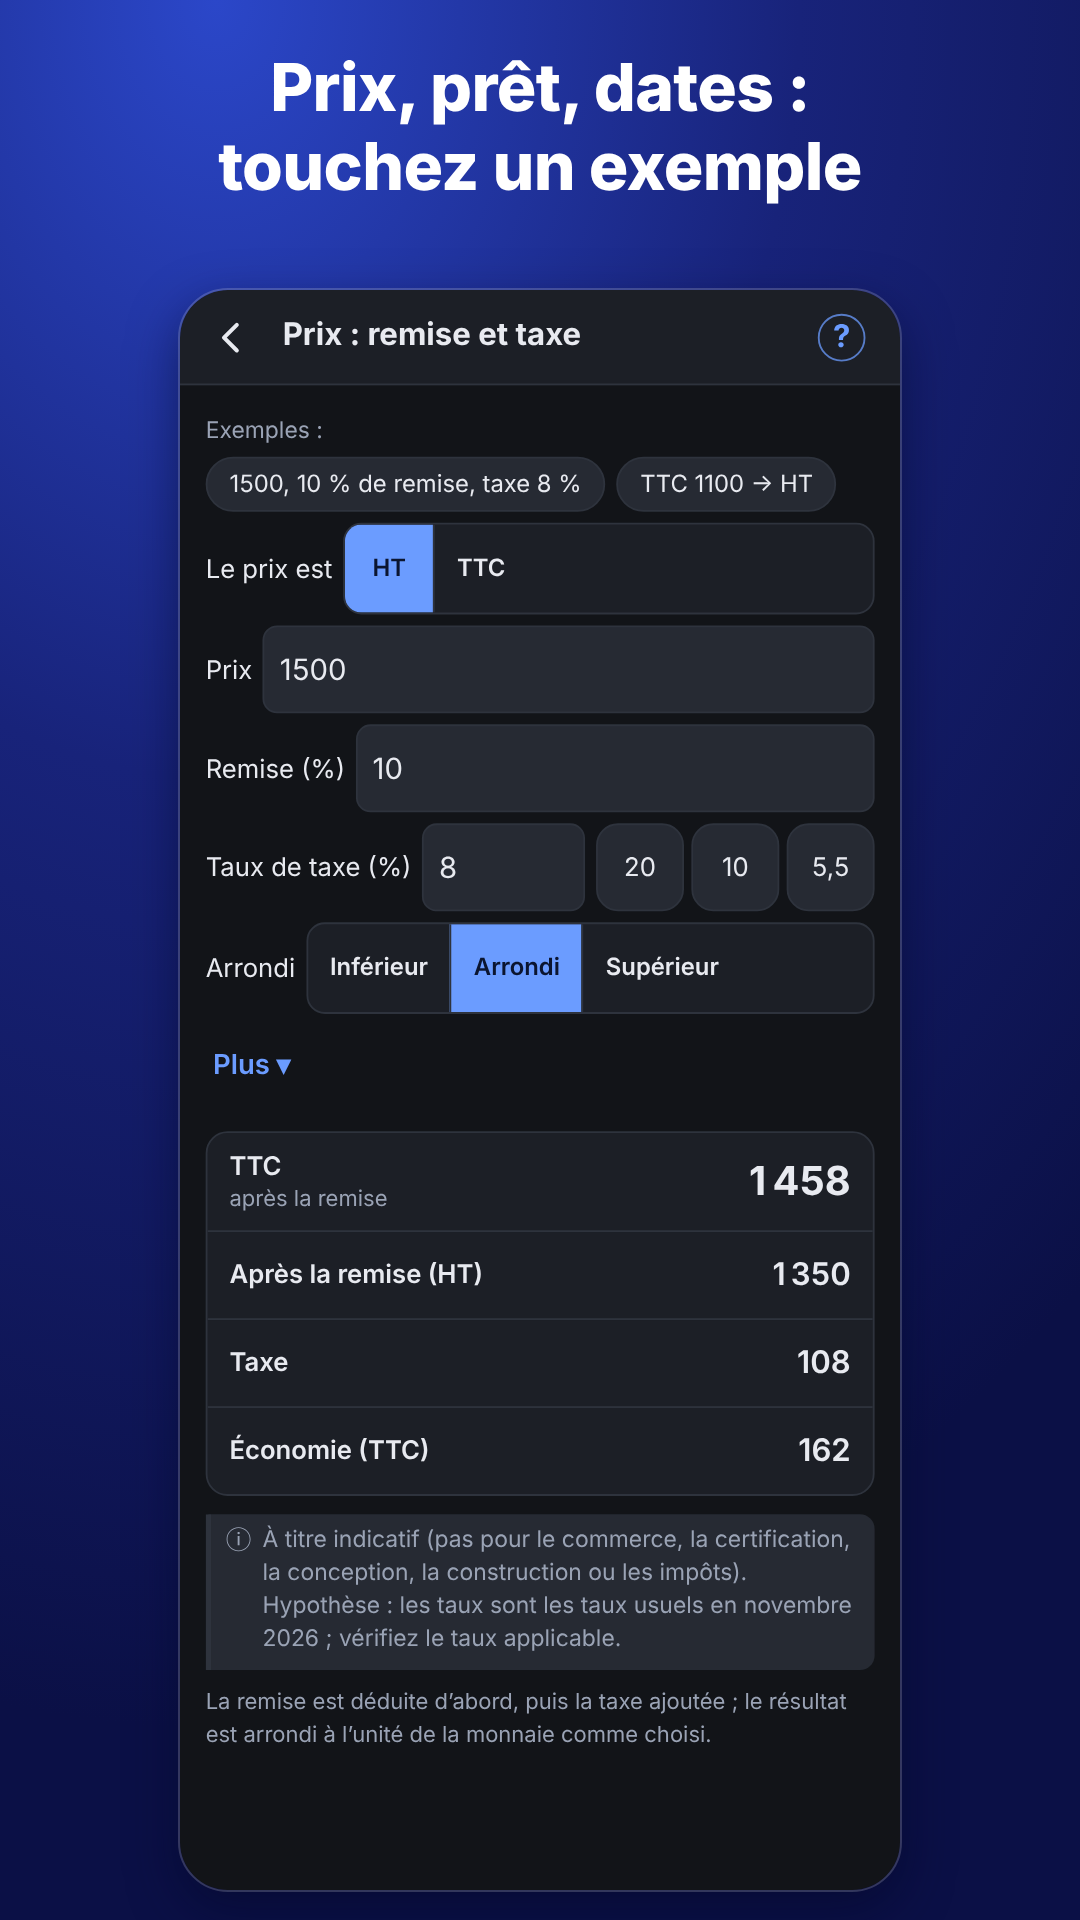 Prix, prêt, dates :
touchez un exemple
Prix : remise et taxe
?
Exemples :
1500, 10 % de remise, taxe 8 %
TTC 1100 → HT
Le prix est
HT
TTC
Prix
1500
Remise (%)
10
Taux de taxe (%)
8
20
10
5,5
Arrondi
Inférieur
Arrondi
Supérieur
Plus ▾
TTC
après la remise
1 458
Après la remise (HT)
1 350
Taxe
108
Économie (TTC)
162
ⓘ À titre indicatif (pas pour le commerce, la certification,
la conception, la construction ou les impôts).
Hypothèse : les taux sont les taux usuels en novembre
2026 ; vérifiez le taux applicable.
La remise est déduite d’abord, puis la taxe ajoutée ; le résultat
est arrondi à l’unité de la monnaie comme choisi.